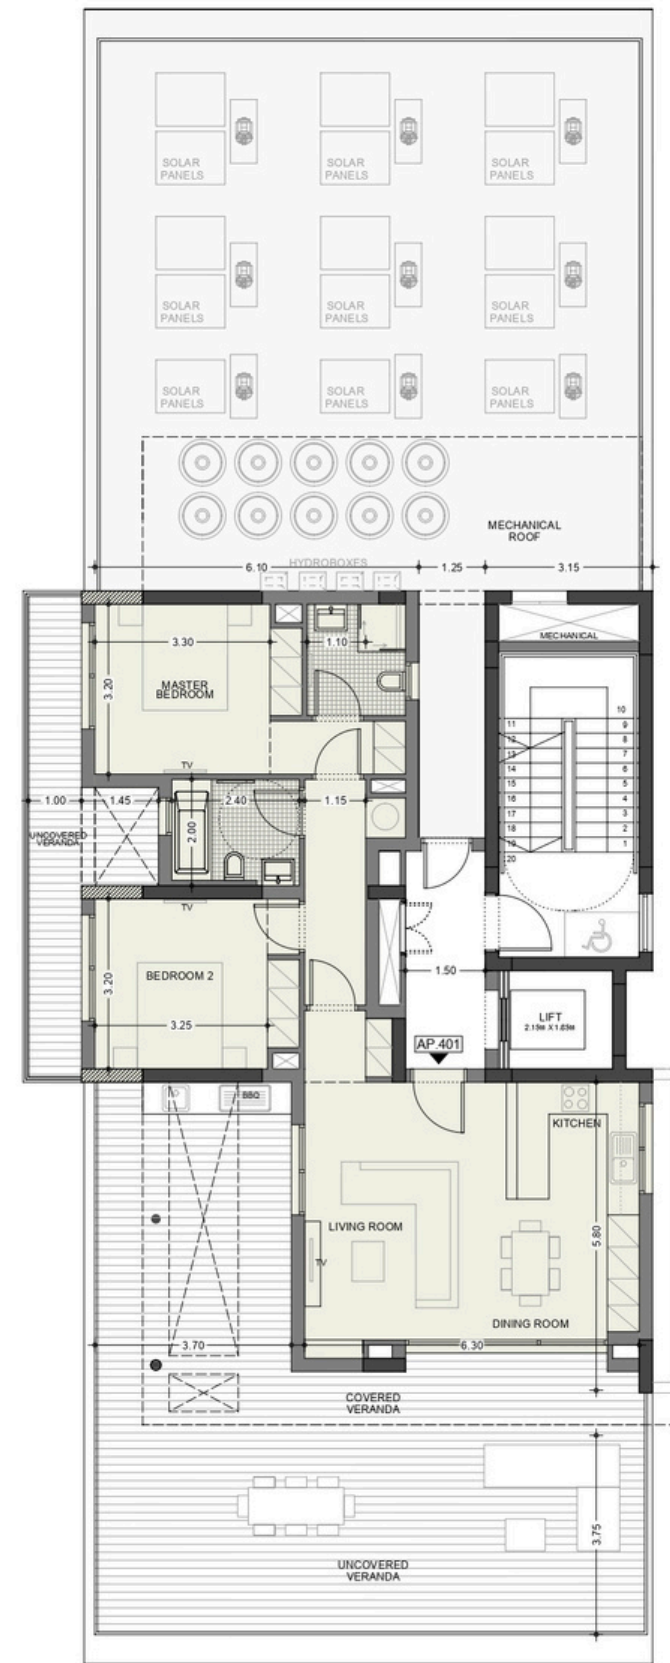 SOLAR
PANELS
SOLAR
PANELS
SOLAR
PANELS
SOLAR
PANELS
SOLAR
PANELS
SOLAR
PANELS
SOLAR
PANELS
SOLAR
PANELS
SOLAR
PANELS
MECHANICAL
ROOF
HYDROBOXES
6.10
1.25
3.15
MECHANICAL
3.30
1.10
MASTER
BEDROOM
3.20
TV
10
11
9
12
8
13
7
14
6
15
5
16
4
17
3
18
2
19
1
20
1.00
1.45
2.40
1.15
2.00
UNCOVERED
VERANDA
TV
BEDROOM 2
3.20
3.25
1.50
LIFT
2.15m X 1.85m
AP.401
BBQ
KITCHEN
LIVING ROOM
5.80
TV
DINING ROOM
3.70
6.30
COVERED
VERANDA
3.75
UNCOVERED
VERANDA